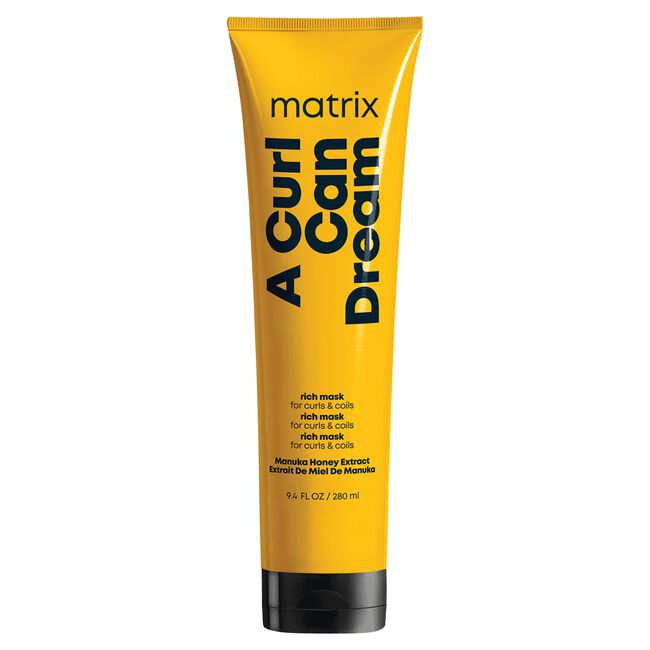 matrix
A Curl
Can
Dream
rich mask
for curls & coils
rich mask
for curls & coils
rich mask
for curls & coils
Manuka Honey Extract
Extrait De Miel De Manuka
9.4 FL OZ / 280 ml